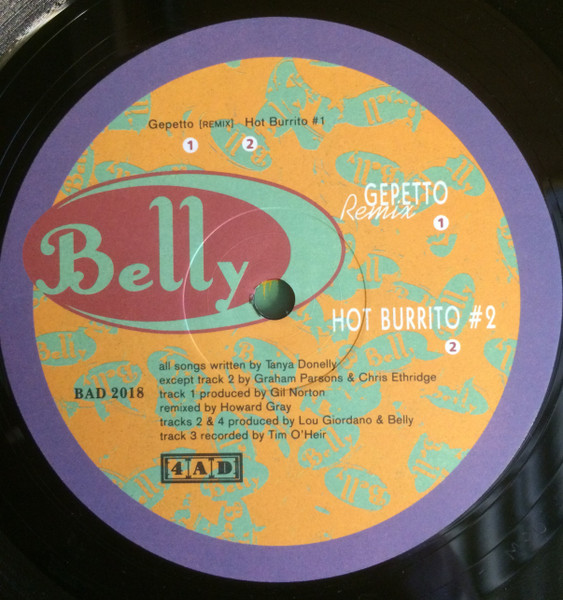 Gepetto [REMIX] Hot Burrito #1
1 2
GEPETTO
Remix
1
Belly
HOT BURRITO #2
2
all songs written by Tanya Donelly
except track 2 by Graham Parsons & Chris Ethridge
BAD 2018
track 1 produced by Gil Norton
remixed by Howard Gray
tracks 2 & 4 produced by Lou Giordano & Belly
track 3 recorded by Tim O'Heir
4AD